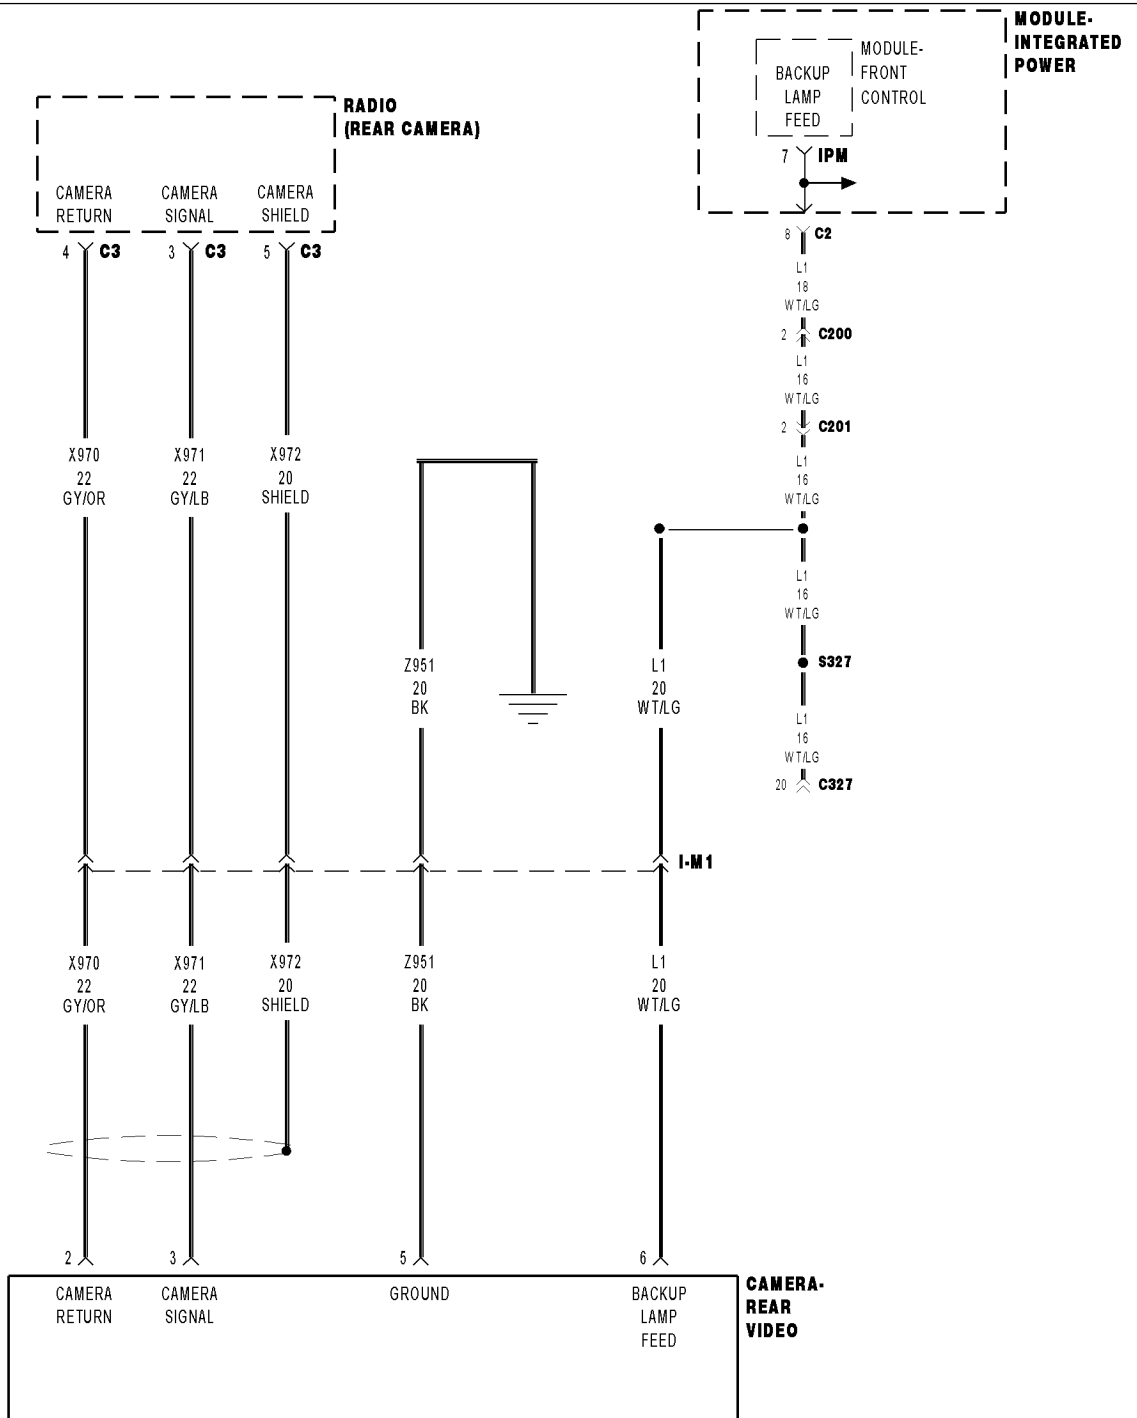 MODULE-
INTEGRATED
POWER
MODULE-
FRONT
CONTROL
BACKUP
LAMP
FEED
7 IPM
RADIO
(REAR CAMERA)
CAMERA
RETURN
CAMERA
SIGNAL
CAMERA
SHIELD
4 C3
3 C3
5 C3
8 C2
L1
18
WT/LG
2 C200
L1
16
WT/LG
2 C201
L1
16
WT/LG
X970
22
GY/OR
X971
22
GY/LB
X972
20
SHIELD
L1
16
WT/LG
Z951
20
BK
L1
20
WT/LG
S327
L1
16
WT/LG
20 C327
I-M1
X970
22
GY/OR
X971
22
GY/LB
X972
20
SHIELD
Z951
20
BK
L1
20
WT/LG
2
3
5
6
CAMERA
RETURN
CAMERA
SIGNAL
GROUND
BACKUP
LAMP
FEED
CAMERA-
REAR
VIDEO